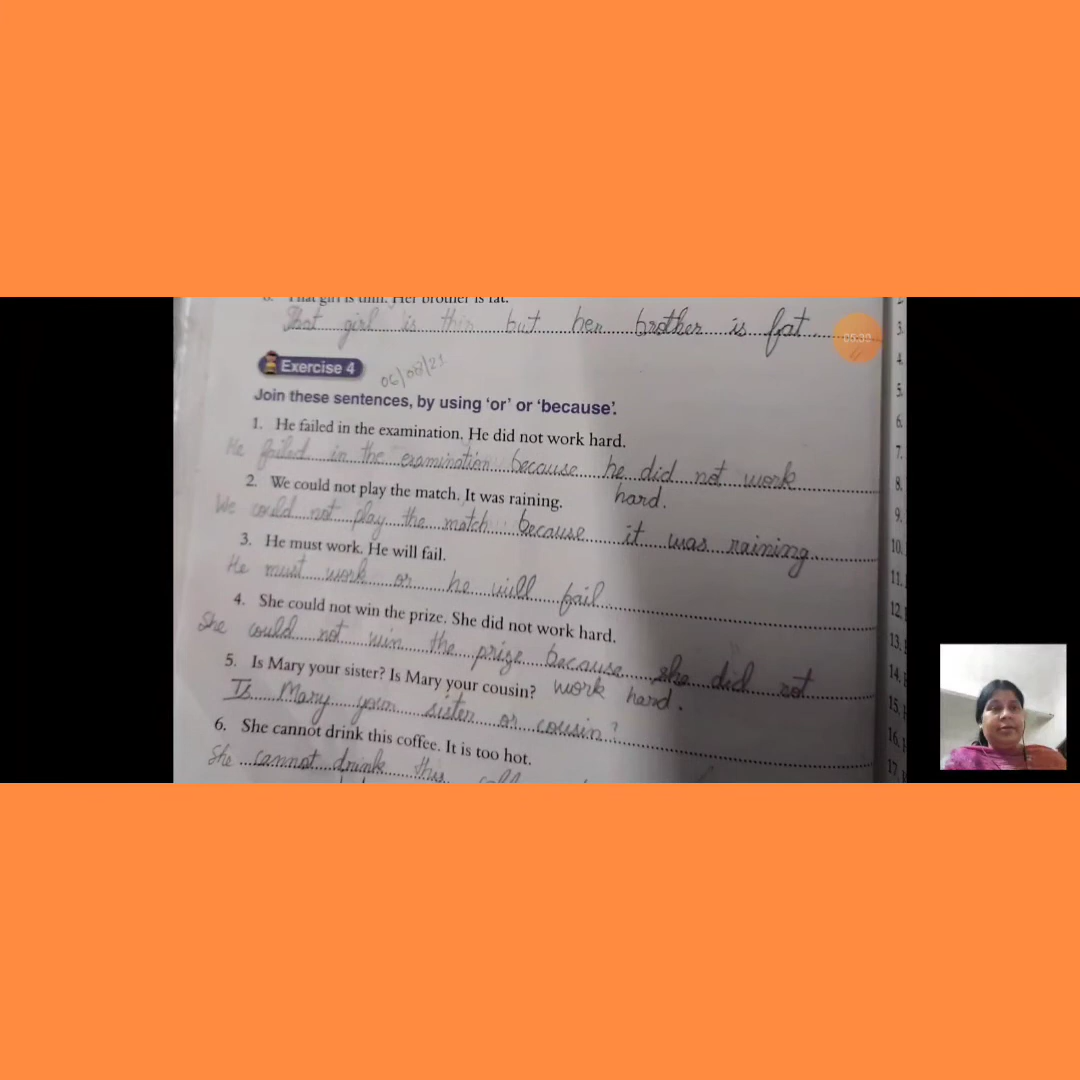 8. That girl is thin. Her brother is fat.
That girl is thin but her brother is fat.
05:39
Exercise 4
06/08/21
Join these sentences, by using 'or' or 'because'.
1. He failed in the examination. He did not work hard.
He failed in the examination because he did not work
hard.
2. We could not play the match. It was raining.
We could not play the match because it was raining
3. He must work. He will fail.
He must work or he will fail.
4. She could not win the prize. She did not work hard.
She could not win the prize because she did not
work hard.
5. Is Mary your sister? Is Mary your cousin?
Is Mary your sister or cousin?
6. She cannot drink this coffee. It is too hot.
She cannot drink this
3.
4.
5.
6.
7.
8.
9.
10.
11.
12.
13.
14.
15.
16.
17.